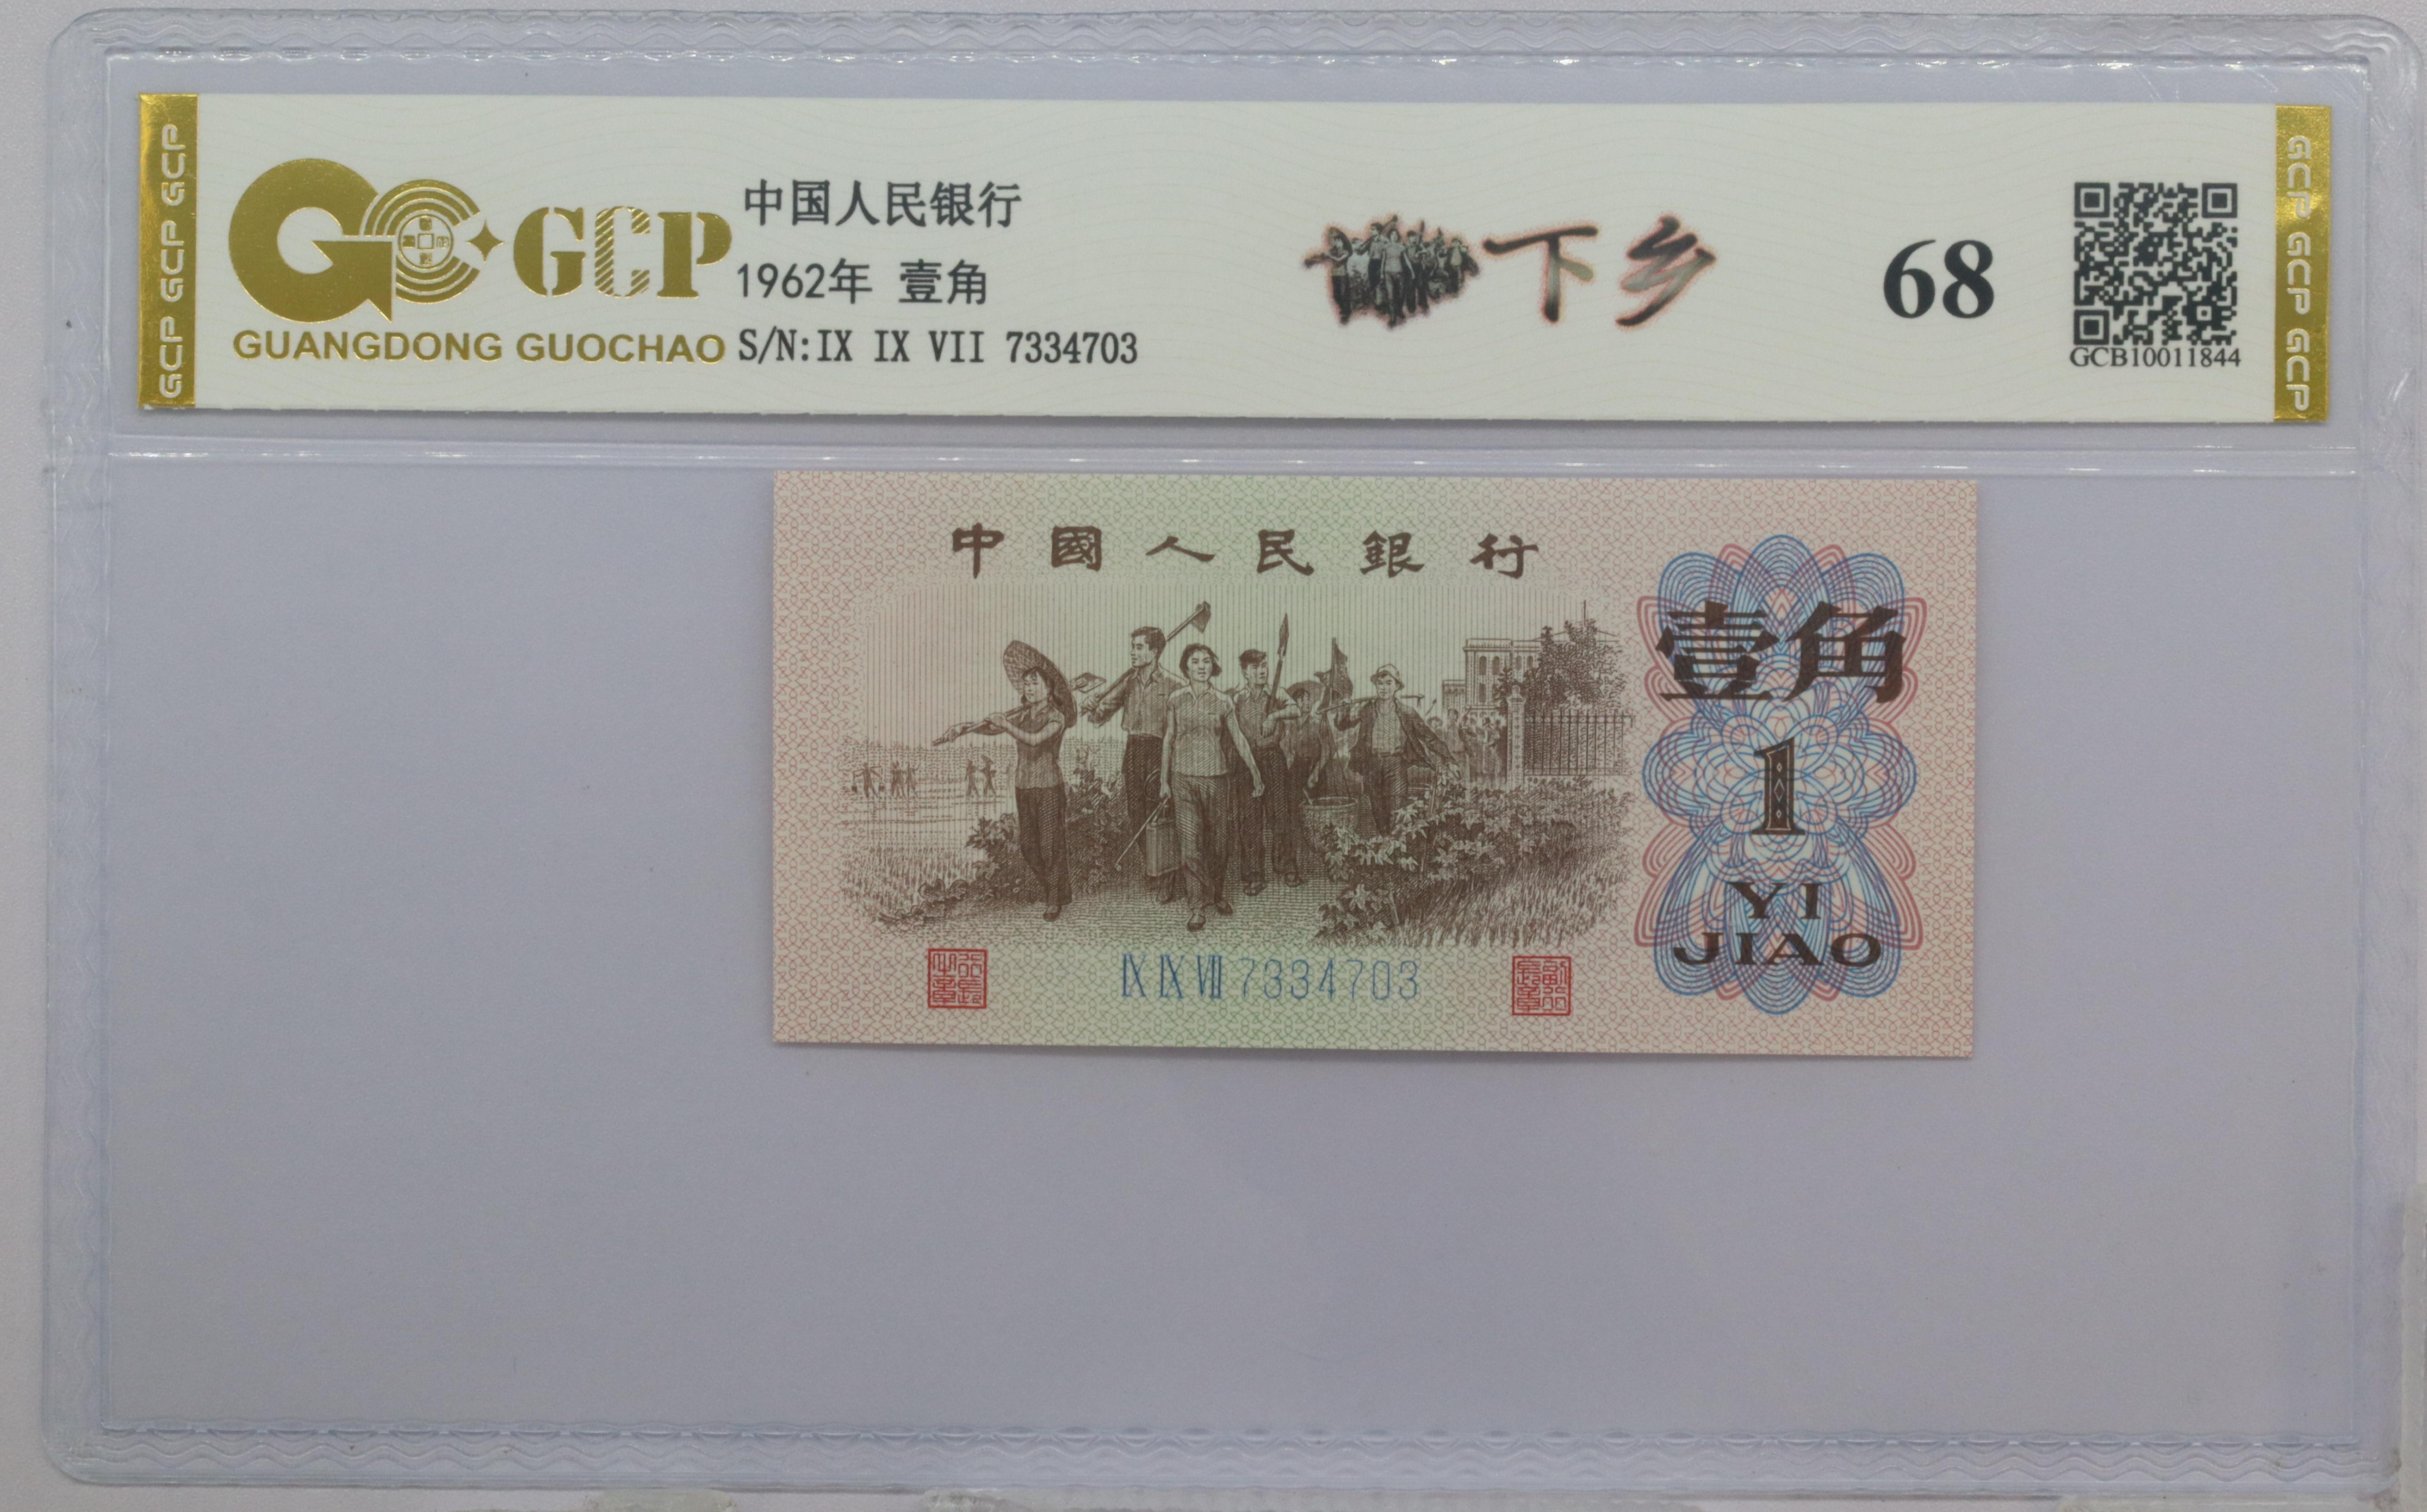 GCP GCP GCP
GCP
GUANGDONG GUOCHAO
中国人民银行
1962年 壹角
S/N:IX IX VII 7334703
下乡
68
GCB10011844
GCP GCP GCP
中國人民銀行
壹角
1
YI
JIAO
IX IX VII 7334703